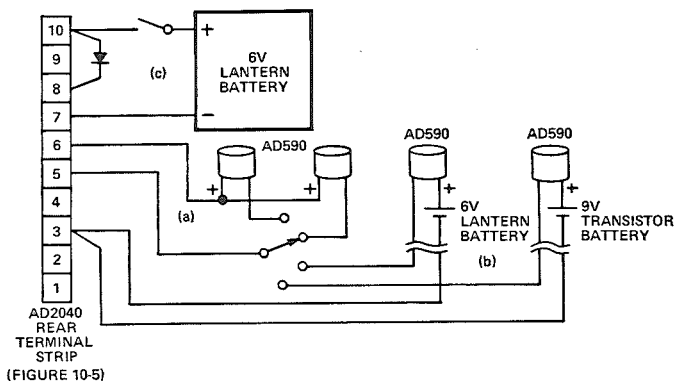 10
9
8
7
6
5
4
3
2
1
AD2040
REAR
TERMINAL
STRIP
(FIGURE 10-5)
(c)
+
6V
LANTERN
BATTERY
−
AD590
+
+
(a)
AD590
+
6V
LANTERN
BATTERY
(b)
AD590
+
9V
TRANSISTOR
BATTERY